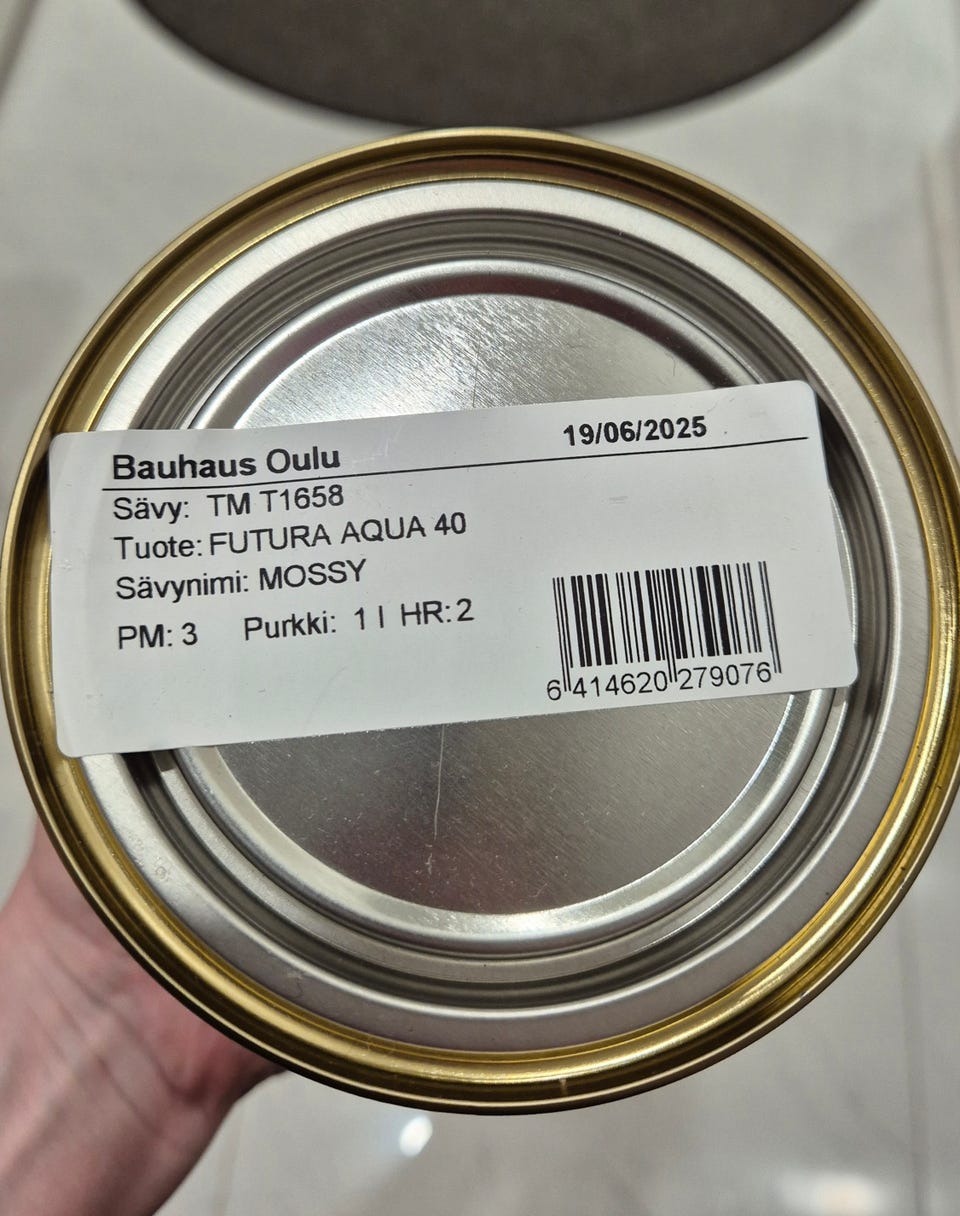 Bauhaus Oulu 19/06/2025
Sävy: TM T1658
Tuote: FUTURA AQUA 40
Sävynimi: MOSSY
PM: 3 Purkki: 1 l HR: 2
6 414620 279076